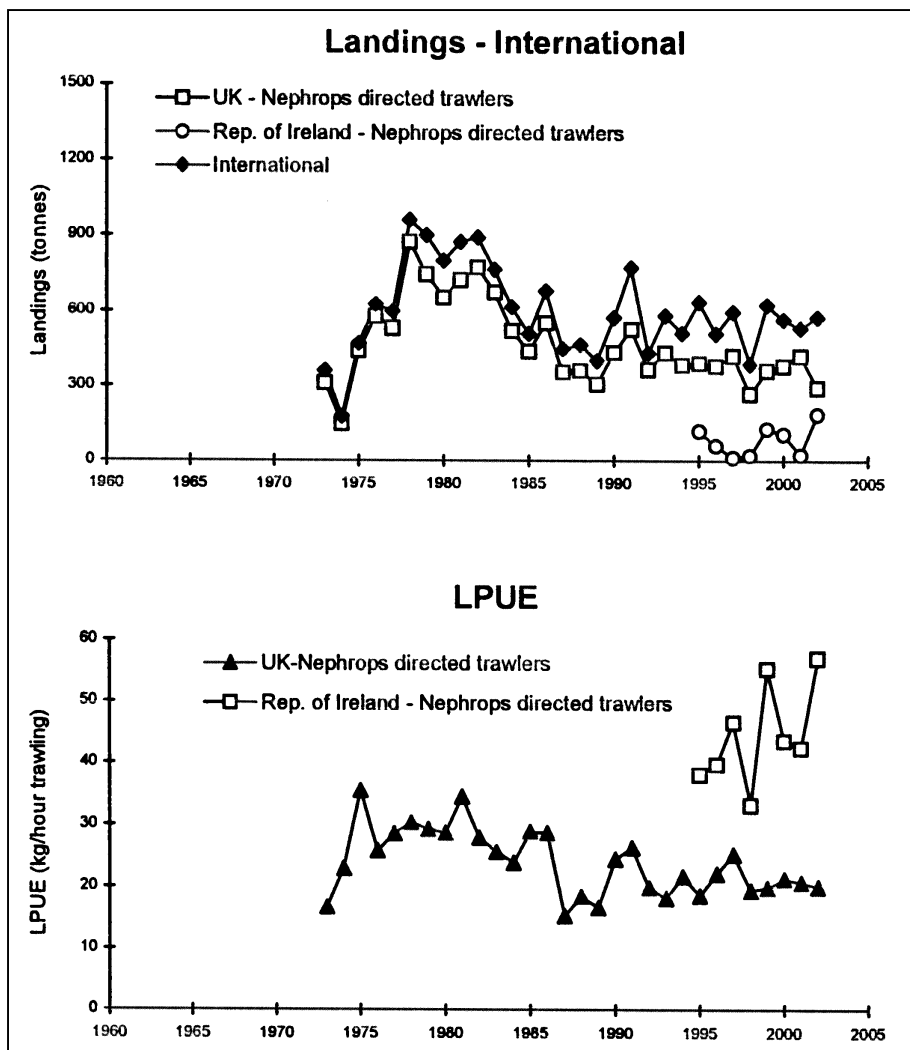 Landings - International
1500
1200
900
600
300
0
Landings (tonnes)
UK - Nephrops directed trawlers
Rep. of Ireland - Nephrops directed trawlers
International
1960 1965 1970 1975 1980 1985 1990 1995 2000 2005
LPUE
60
50
40
30
20
10
0
LPUE (kg/hour trawling)
UK-Nephrops directed trawlers
Rep. of Ireland - Nephrops directed trawlers
1960 1965 1970 1975 1980 1985 1990 1995 2000 2005